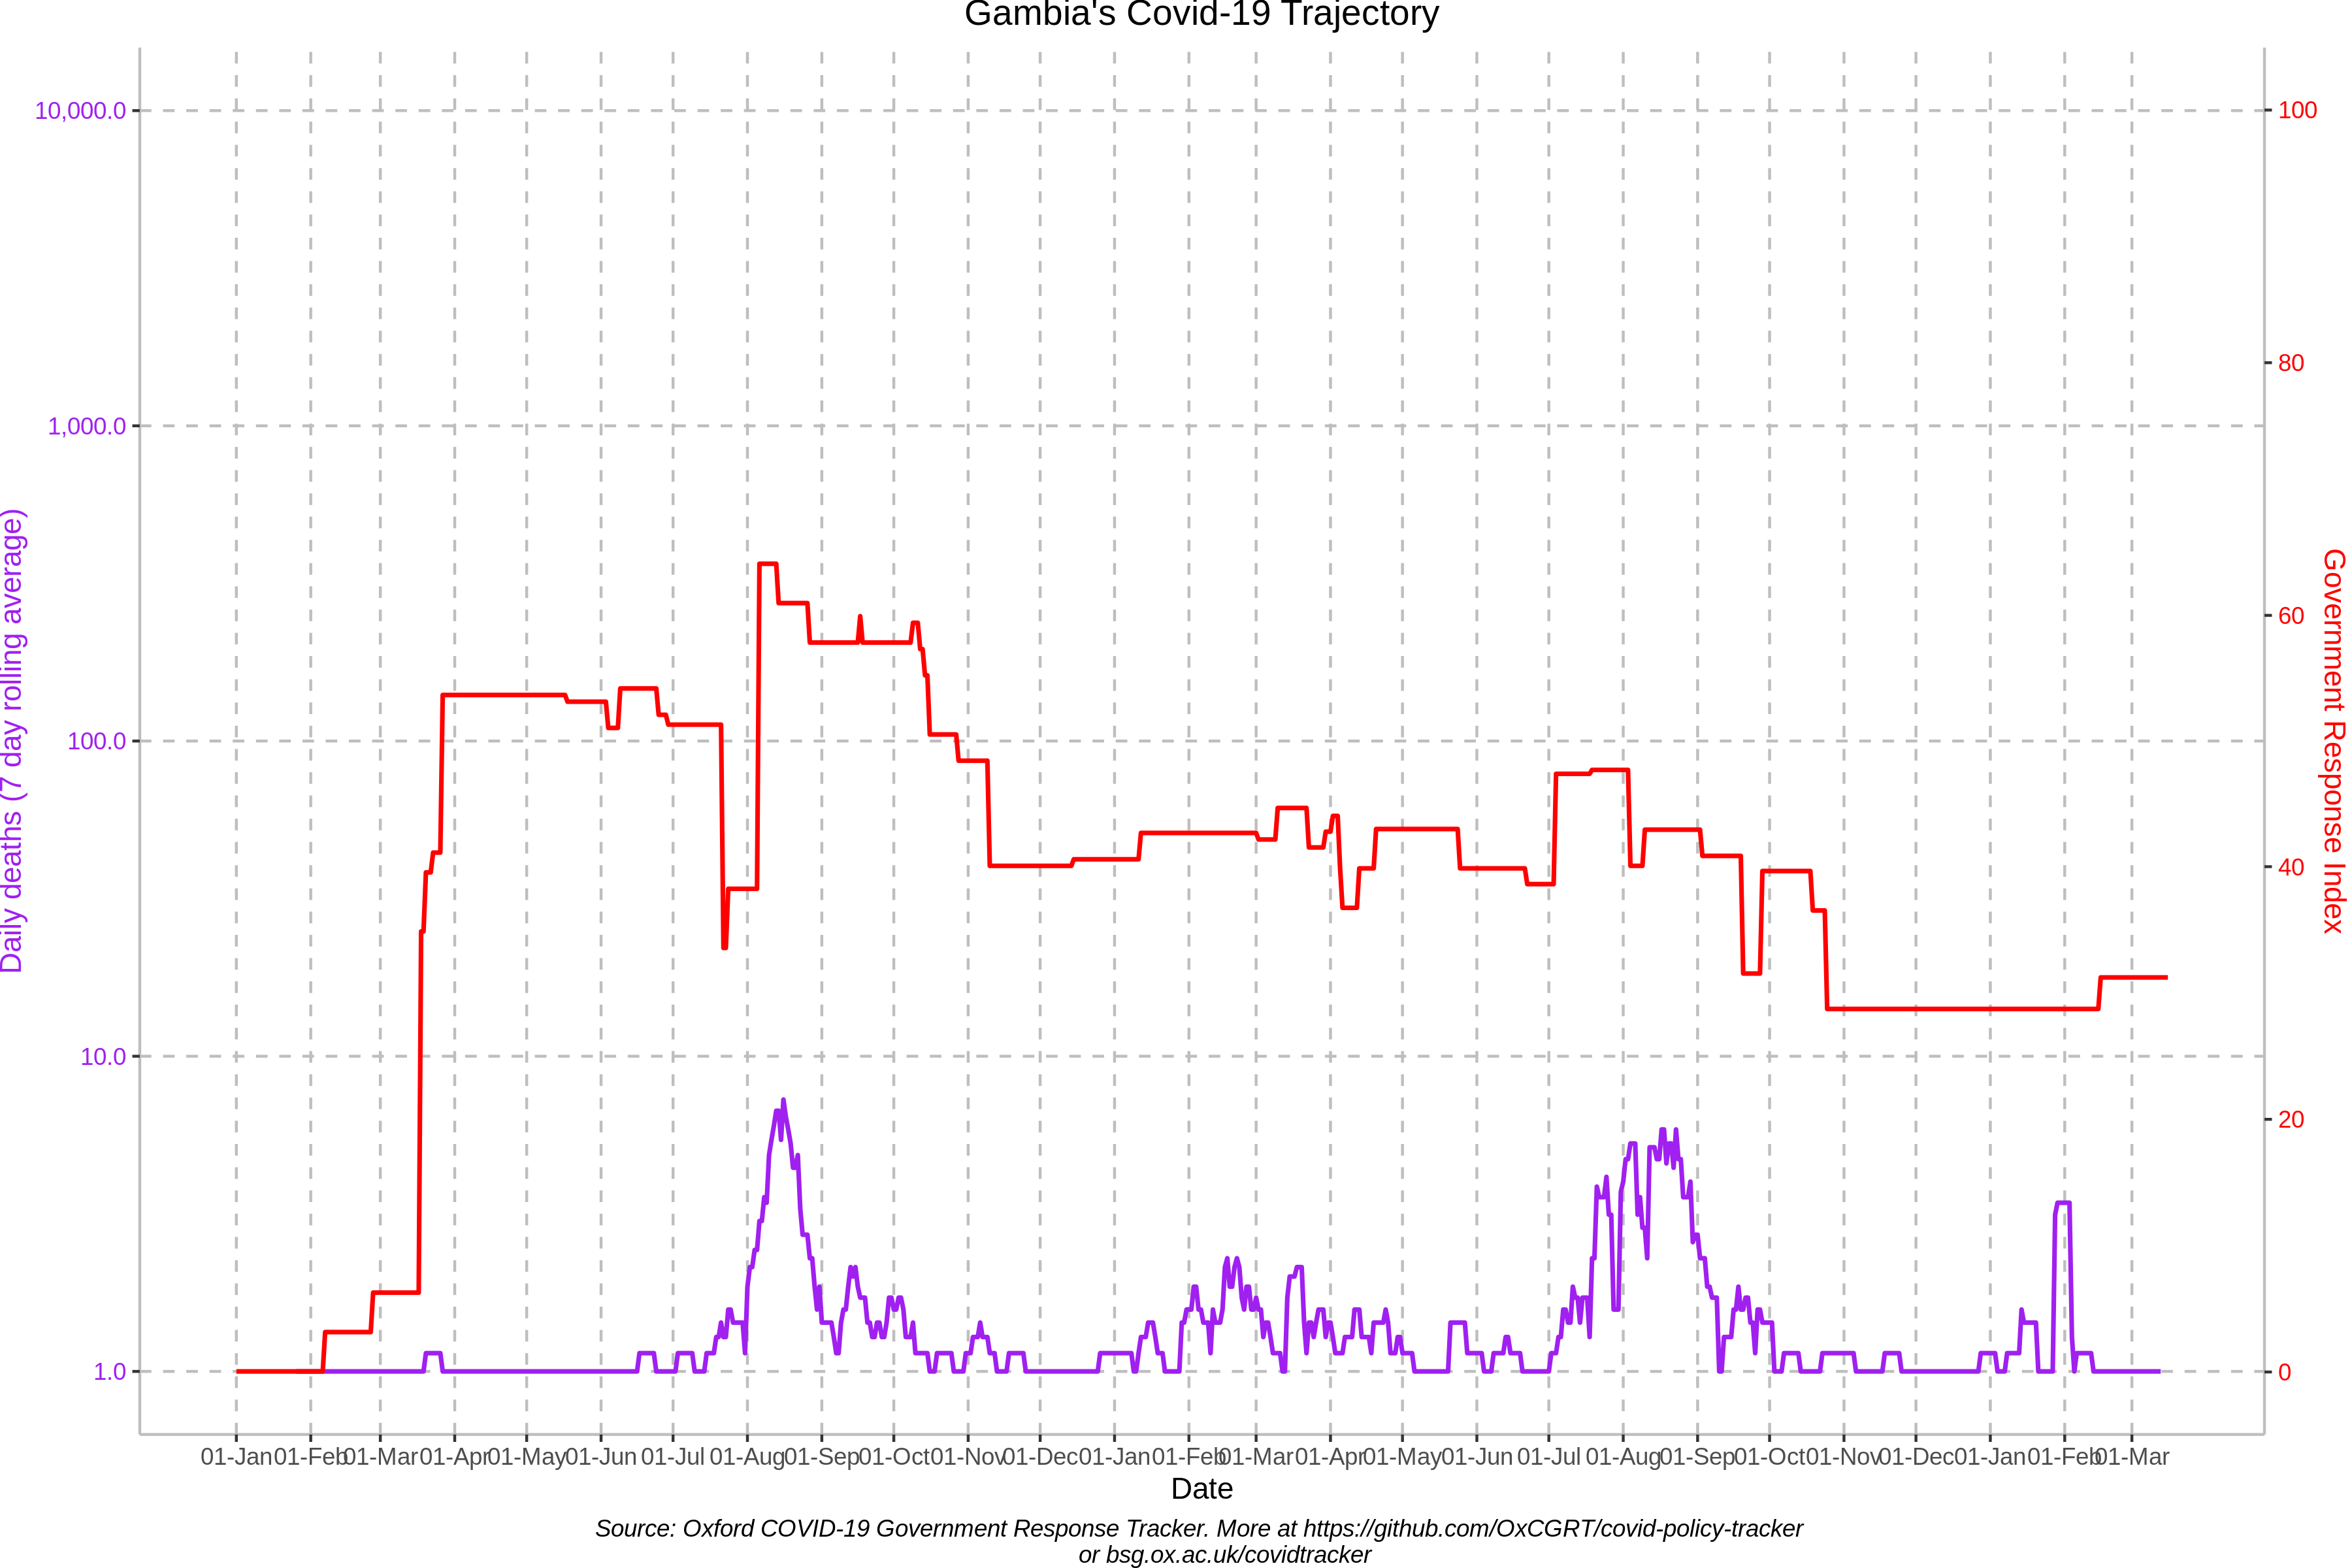 Gambia's Covid-19 Trajectory
10,000.0
1,000.0
100.0
10.0
1.0
Daily deaths (7 day rolling average)
100
80
60
40
20
0
Government Response Index
01-Jan 01-Feb 01-Mar 01-Apr 01-May 01-Jun 01-Jul 01-Aug 01-Sep 01-Oct 01-Nov 01-Dec 01-Jan 01-Feb 01-Mar 01-Apr 01-May 01-Jun 01-Jul 01-Aug 01-Sep 01-Oct 01-Nov 01-Dec 01-Jan 01-Feb 01-Mar
Date
Source: Oxford COVID-19 Government Response Tracker. More at https://github.com/OxCGRT/covid-policy-tracker
or bsg.ox.ac.uk/covidtracker